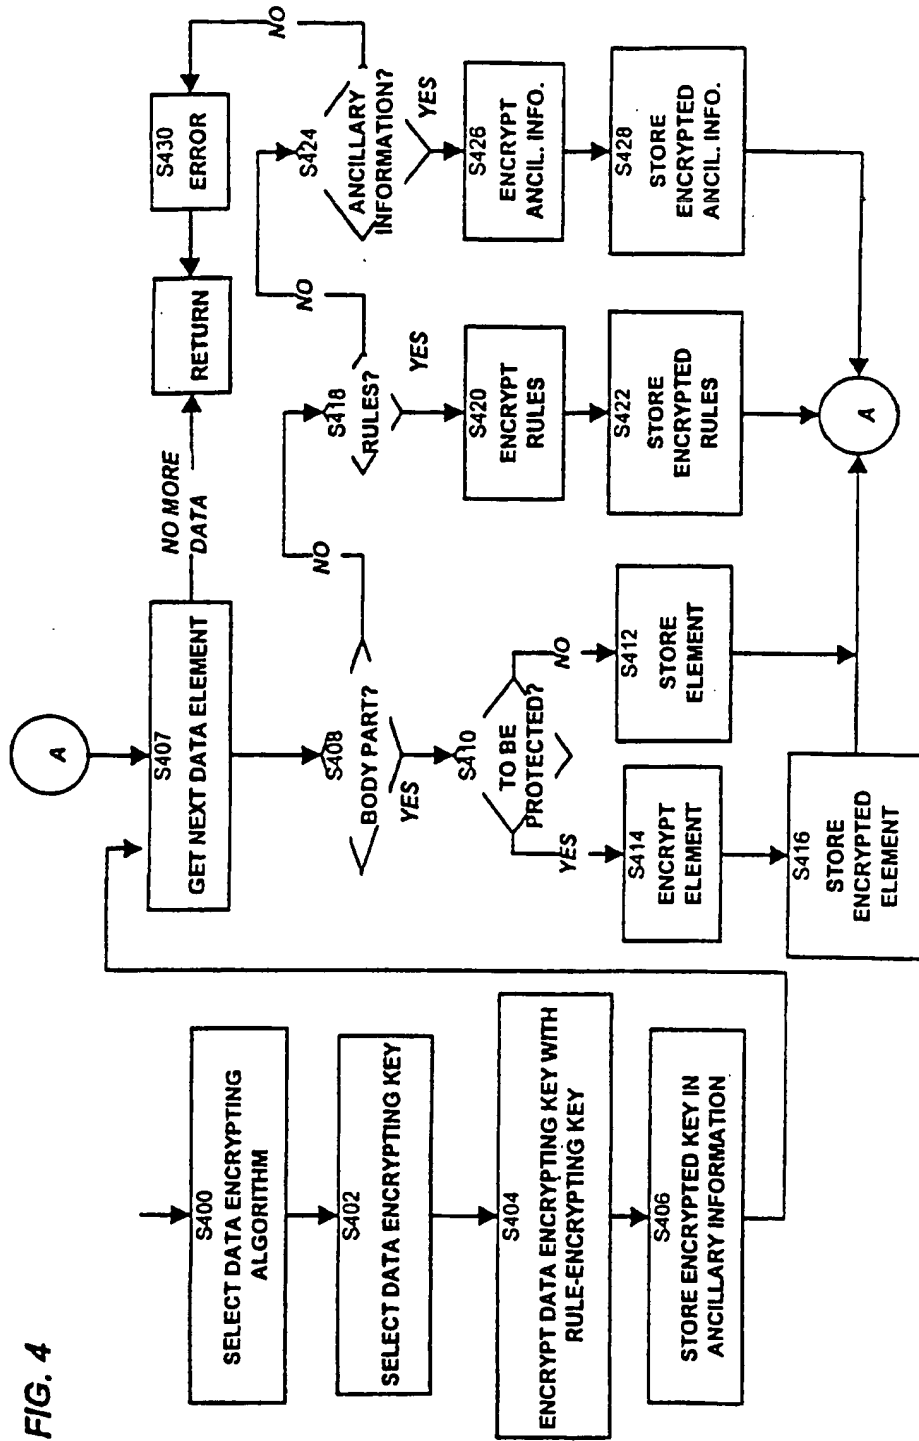 FIG. 4
S400
SELECT DATA ENCRYPTING
ALGORITHM
S402
SELECT DATA ENCRYPTING KEY
S404
ENCRYPT DATA ENCRYPTING KEY WITH
RULE-ENCRYPTING KEY
S406
STORE ENCRYPTED KEY IN
ANCILLARY INFORMATION
A
S407
GET NEXT DATA ELEMENT
NO MORE
DATA
RETURN
S430
ERROR
S408
BODY PART?
YES
NO
S410
TO BE
PROTECTED?
YES
NO
S414
ENCRYPT
ELEMENT
S416
STORE
ENCRYPTED
ELEMENT
S412
STORE
ELEMENT
S418
RULES?
YES
NO
S420
ENCRYPT
RULES
S422
STORE
ENCRYPTED
RULES
S424
ANCILLARY
INFORMATION?
YES
NO
S426
ENCRYPT
ANCIL. INFO.
S428
STORE
ENCRYPTED
ANCIL. INFO.
A